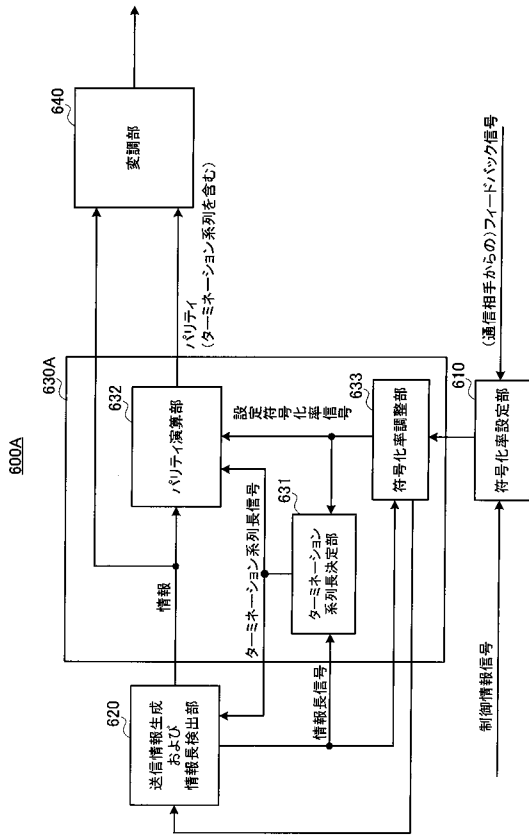 600A
620
送信情報生成
および
情報長検出部
情報
630A
632
パリティ演算部
パリティ
(ターミネーション系列を含む)
640
変調部
ターミネーション系列長信号
設定符号化率信号
631
ターミネーション
系列長決定部
情報長信号
633
符号化率調整部
610
符号化率設定部
制御情報信号
(通信相手からの)フィードバック信号